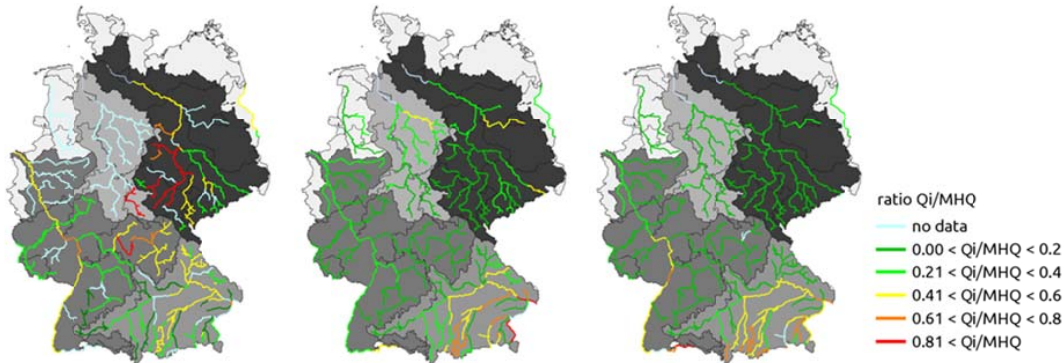 ratio Qi/MHQ
no data
0.00 < Qi/MHQ < 0.2
0.21 < Qi/MHQ < 0.4
0.41 < Qi/MHQ < 0.6
0.61 < Qi/MHQ < 0.8
0.81 < Qi/MHQ